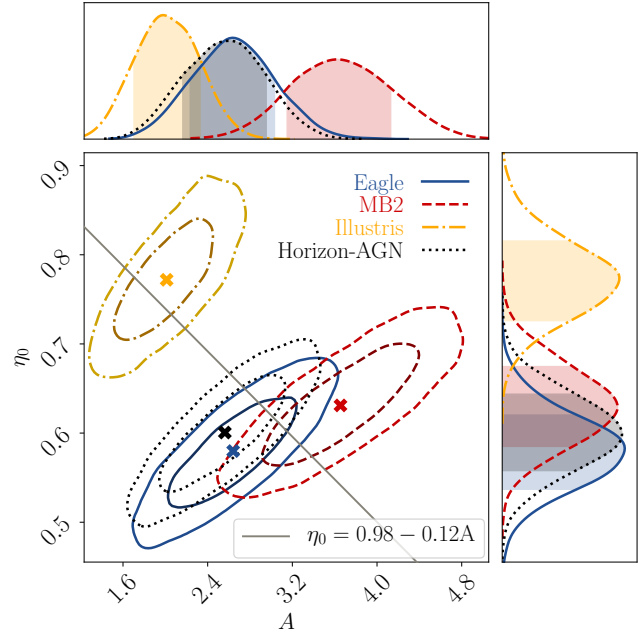 0.9
0.8
0.7
0.6
0.5
η₀
Eagle
MB2
Illustris
Horizon-AGN
η₀ = 0.98 − 0.12A
1.6
2.4
3.2
4.0
4.8
A